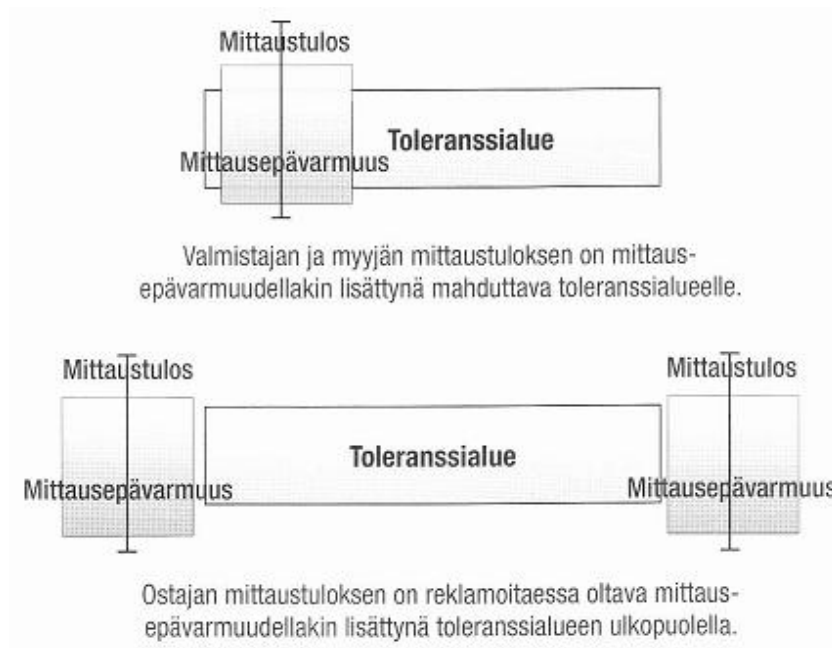 Mittaustulos
Toleranssialue
Mittausepävarmuus
Valmistajan ja myyjän mittaustuloksen on mittaus-
epävarmuudellakin lisättynä mahduttava toleranssialueelle.
Mittaustulos
Mittaustulos
Toleranssialue
Mittausepävarmuus
Mittausepävarmuus
Ostajan mittaustuloksen on reklamoitaessa oltava mittaus-
epävarmuudellakin lisättynä toleranssialueen ulkopuolella.